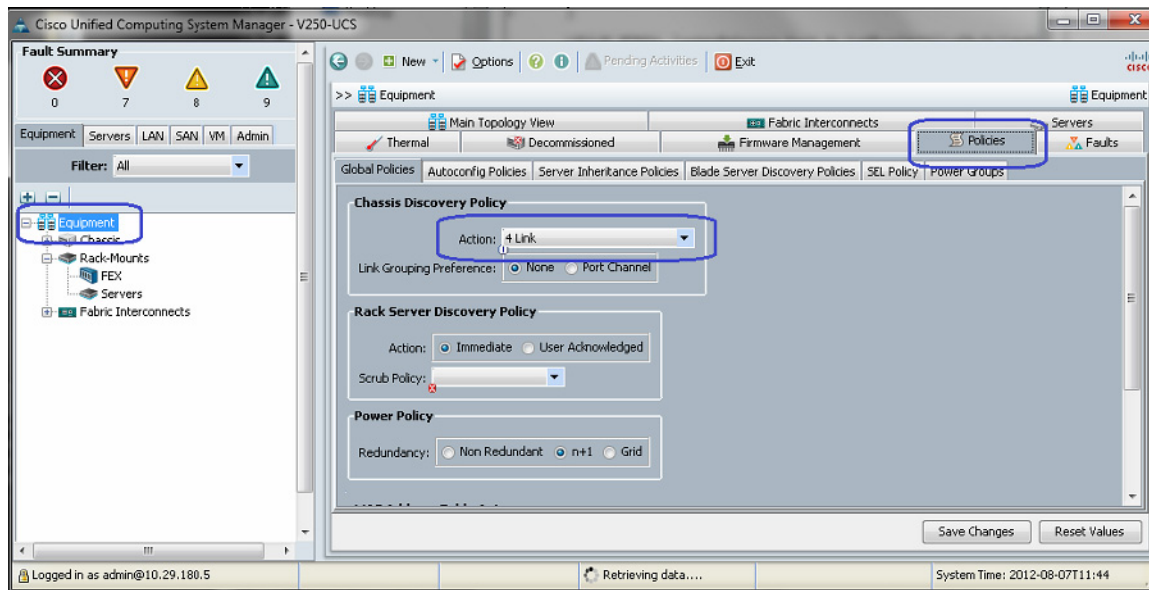 Cisco Unified Computing System Manager - V250-UCS
Fault Summary
0 7 8 9
New Options Pending Activities Exit
cisco
>> Equipment Equipment
Equipment Servers LAN SAN VM Admin
Filter: All
Main Topology View Fabric Interconnects Servers
Thermal Decommissioned Firmware Management Policies Faults
Global Policies Autoconfig Policies Server Inheritance Policies Blade Server Discovery Policies SEL Policy Power Groups
Equipment
Chassis
Rack-Mounts
FEX
Servers
Fabric Interconnects
Chassis Discovery Policy
Action: 4 Link
Link Grouping Preference: None Port Channel
Rack Server Discovery Policy
Action: Immediate User Acknowledged
Scrub Policy:
Power Policy
Redundancy: Non Redundant n+1 Grid
Save Changes Reset Values
Logged in as admin@10.29.180.5 Retrieving data.... System Time: 2012-08-07T11:44